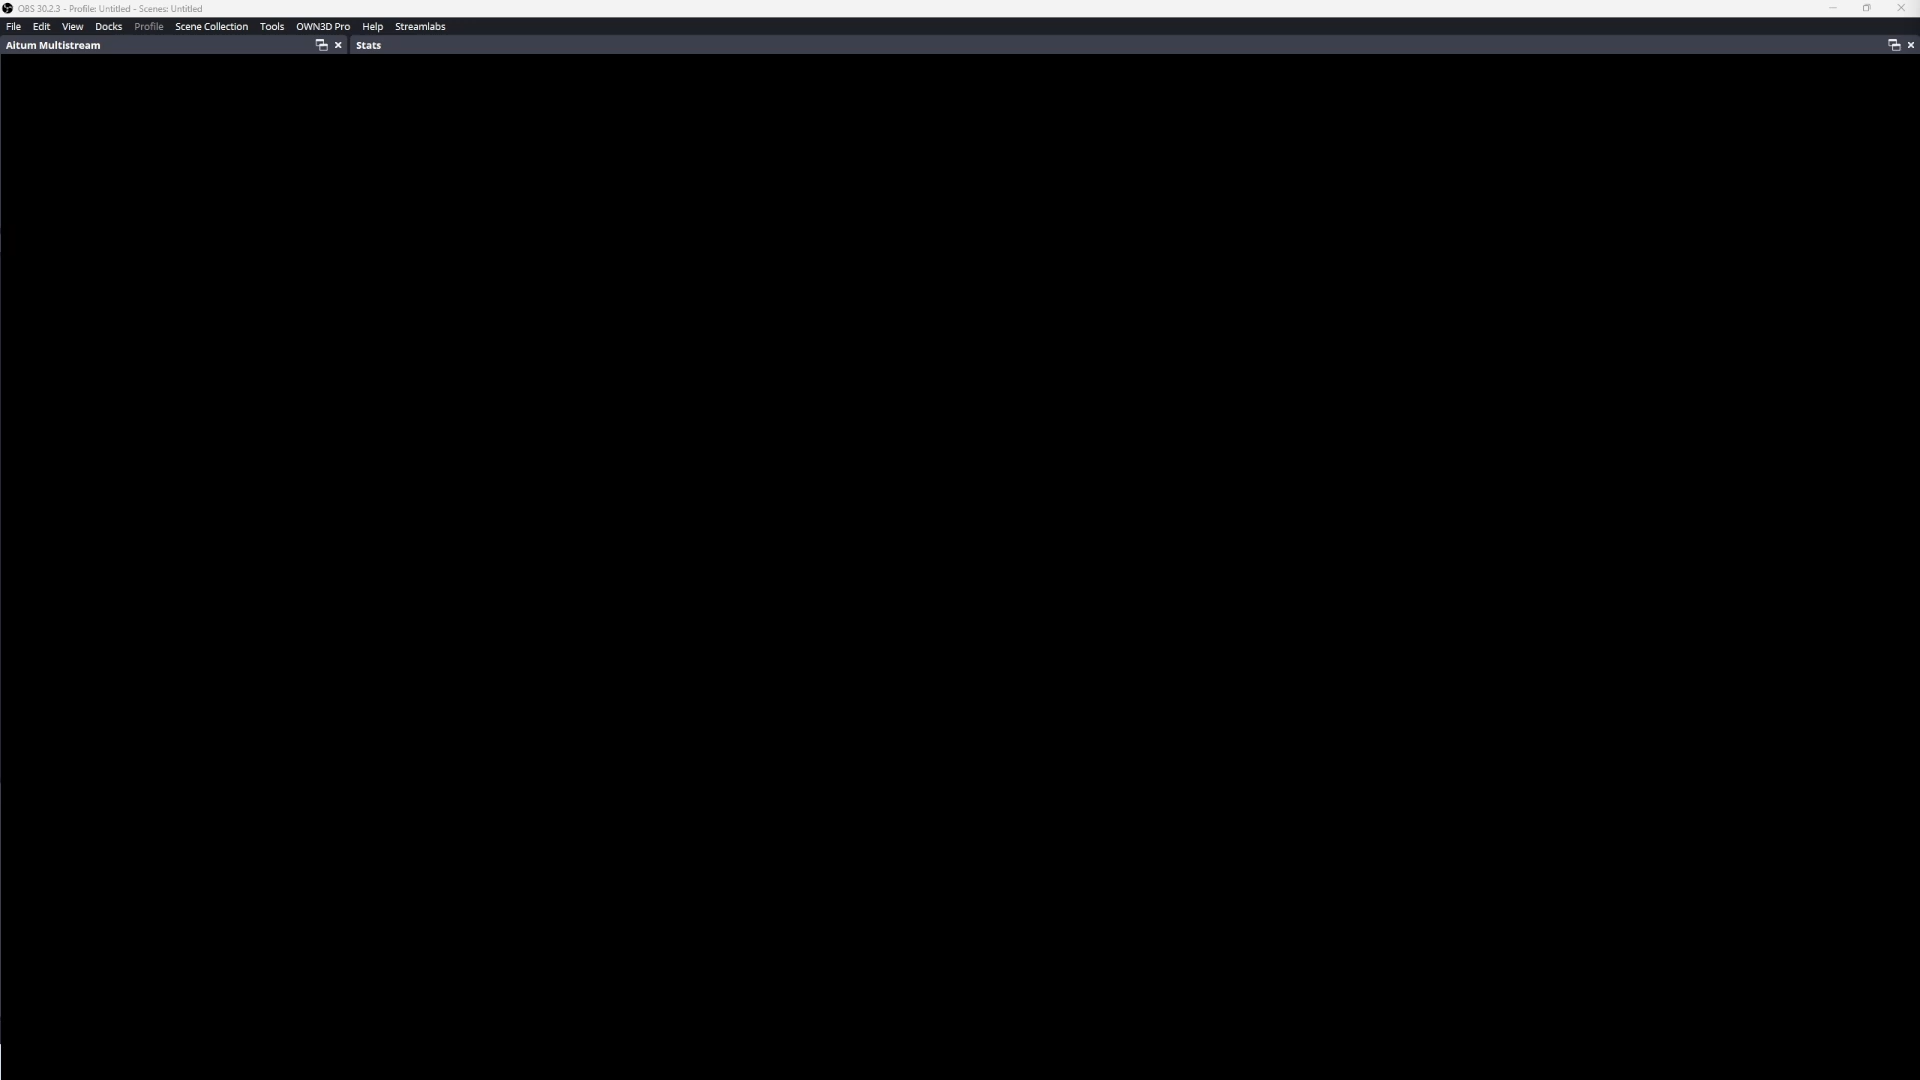 OBS 30.2.3 - Profile: Untitled - Scenes: Untitled
File Edit View Docks Profile Scene Collection Tools OWN3D Pro Help Streamlabs
Aitum Multistream Stats